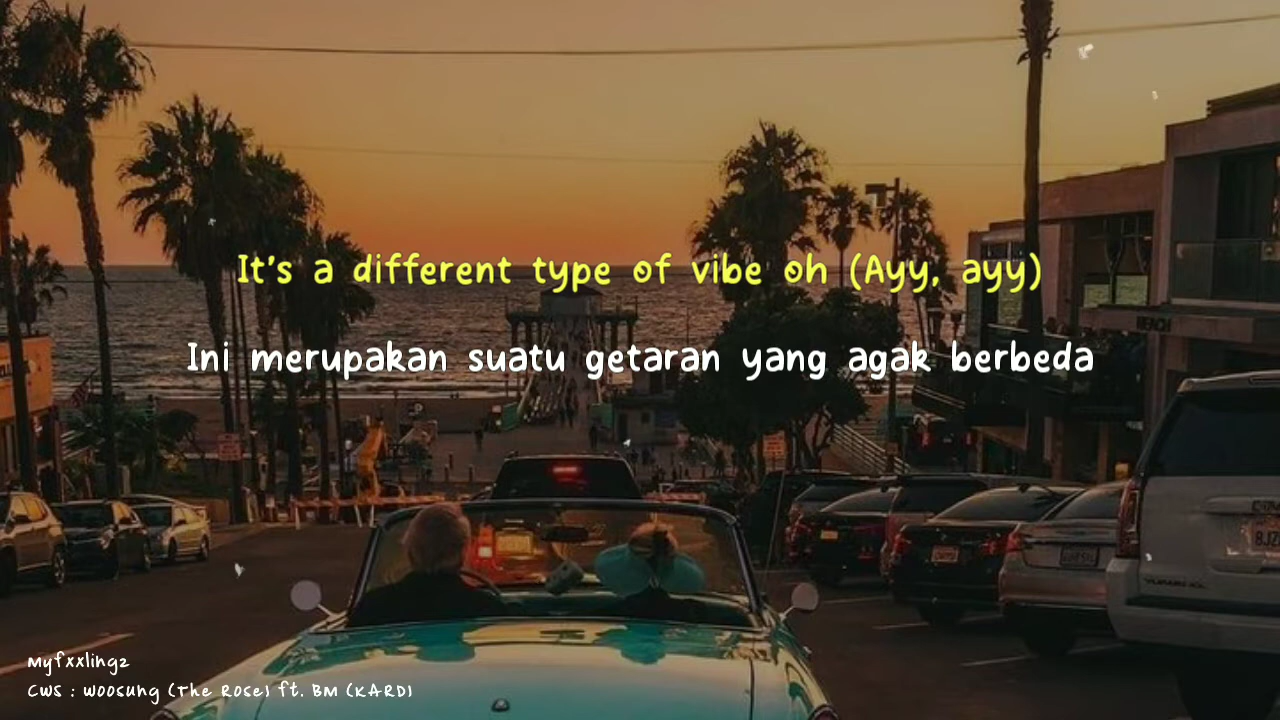 It's a different type of vibe oh (Ayy, ayy)
Ini merupakan suatu getaran yang agak berbeda
BEACH
Myfxxlingz
CWS : Woosung (The Rose) ft. BM (KARD)